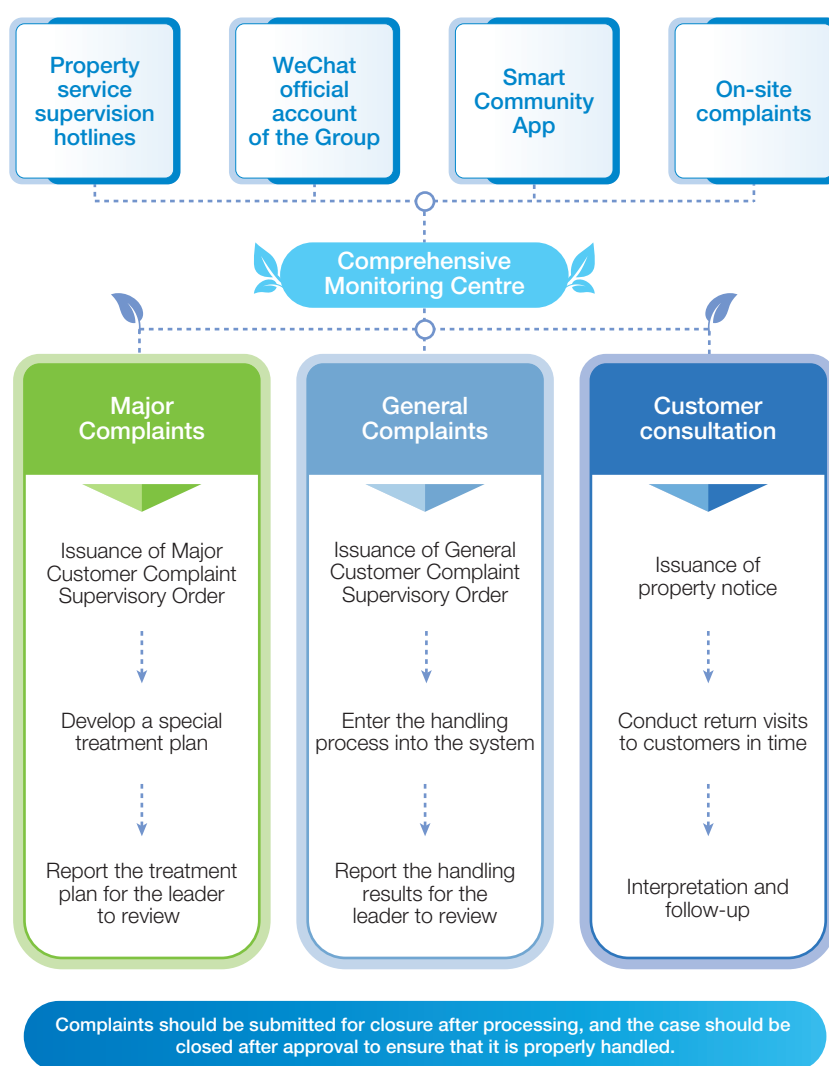 Property
service
supervision
hotlines
WeChat
official
account
of the Group
Smart
Community
App
On-site
complaints
Comprehensive
Monitoring Centre
Major
Complaints
Issuance of Major
Customer Complaint
Supervisory Order
Develop a special
treatment plan
Report the treatment
plan for the leader
to review
General
Complaints
Issuance of General
Customer Complaint
Supervisory Order
Enter the handling
process into the system
Report the handling
results for the
leader to review
Customer
consultation
Issuance of
property notice
Conduct return visits
to customers in time
Interpretation and
follow-up
Complaints should be submitted for closure after processing, and the case should be
closed after approval to ensure that it is properly handled.